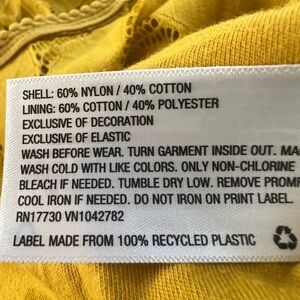 SHELL: 60% NYLON / 40% COTTON
LINING: 60% COTTON / 40% POLYESTER
EXCLUSIVE OF DECORATION
EXCLUSIVE OF ELASTIC
WASH BEFORE WEAR. TURN GARMENT INSIDE OUT.
WASH COLD WITH LIKE COLORS. ONLY NON-CHLORINE
BLEACH IF NEEDED. TUMBLE DRY LOW. REMOVE
COOL IRON IF NEEDED. DO NOT IRON ON PRINT LABEL.
RN17730 VN1042782
LABEL MADE FROM 100% RECYCLED PLASTIC